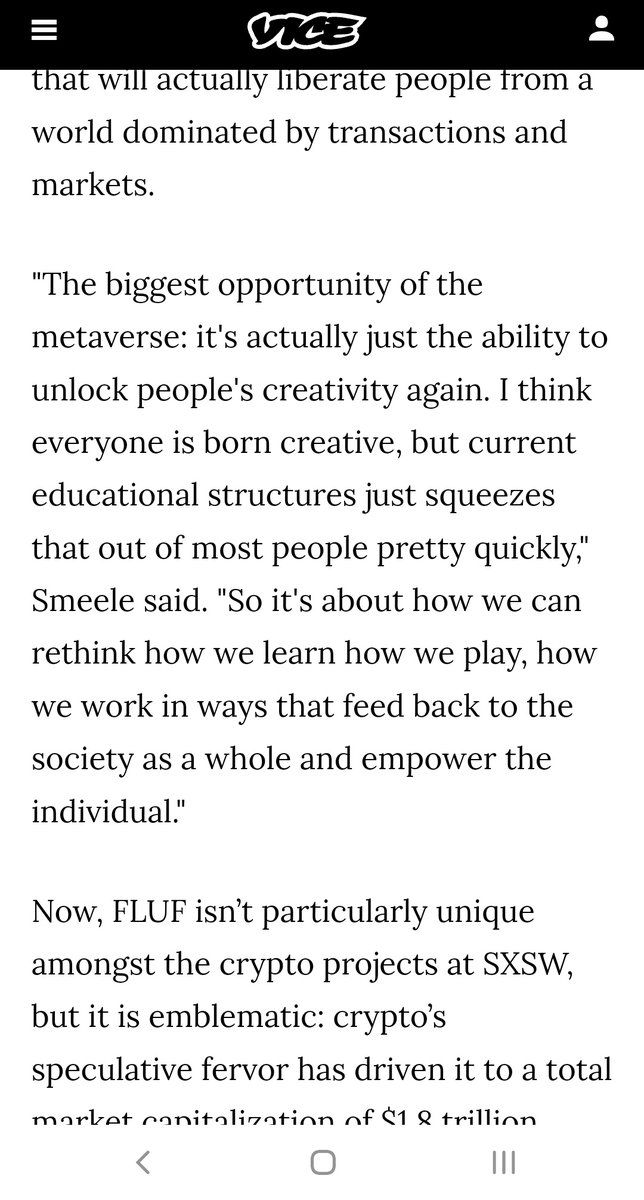 VICE
that will actually liberate people from a
world dominated by transactions and
markets.
"The biggest opportunity of the
metaverse: it's actually just the ability to
unlock people's creativity again. I think
everyone is born creative, but current
educational structures just squeezes
that out of most people pretty quickly,"
Smeele said. "So it's about how we can
rethink how we learn how we play, how
we work in ways that feed back to the
society as a whole and empower the
individual."
Now, FLUF isn’t particularly unique
amongst the crypto projects at SXSW,
but it is emblematic: crypto’s
speculative fervor has driven it to a total
market capitalization of $1.8 trillion